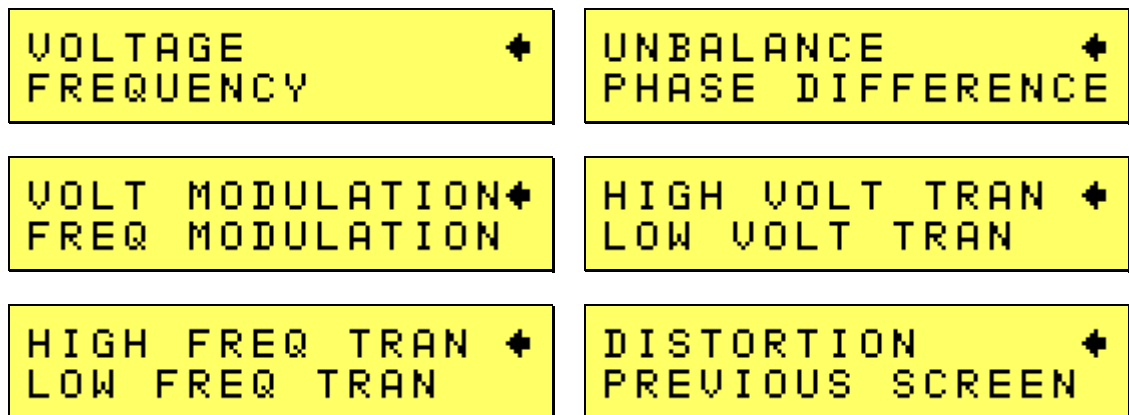 VOLTAGE ←
FREQUENCY
UNBALANCE ←
PHASE DIFFERENCE
VOLT MODULATION←
FREQ MODULATION
HIGH VOLT TRAN ←
LOW VOLT TRAN
HIGH FREQ TRAN ←
LOW FREQ TRAN
DISTORTION ←
PREVIOUS SCREEN